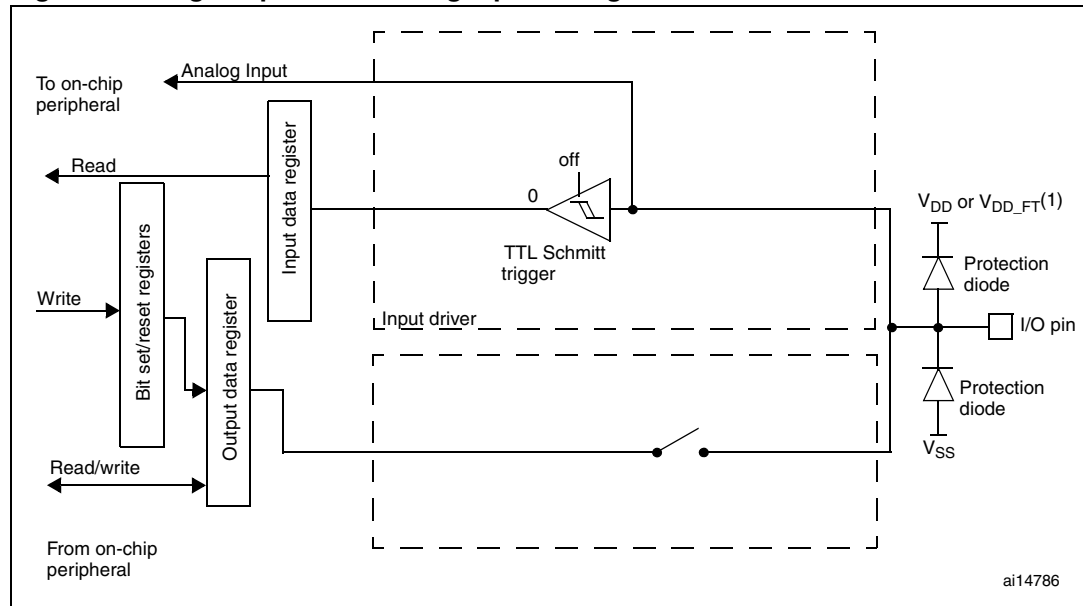 To on-chip
peripheral
Analog Input
Read
Input data register
off
0
TTL Schmitt
trigger
V_DD or V_DD_FT(1)
Protection
diode
Write
Bit set/reset registers
Output data register
Input driver
I/O pin
Protection
diode
V_SS
Read/write
From on-chip
peripheral
ai14786